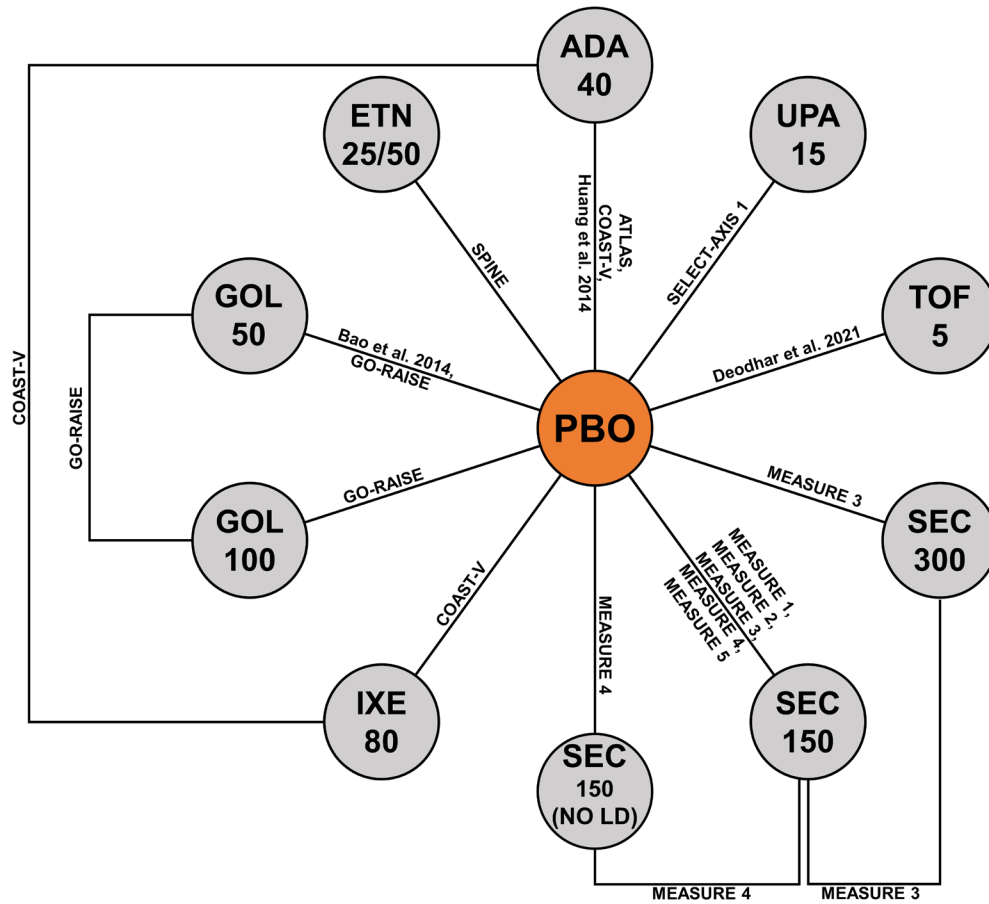 ADA
40
ETN
25/50
UPA
15
ATLAS,
COAST-V,
Huang et al. 2014
SPINE
SELECT-AXIS 1
GOL
50
TOF
5
Bao et al. 2014,
GO-RAISE
Deodhar et al. 2021
COAST-V
GO-RAISE
PBO
GO-RAISE
MEASURE 3
GOL
100
SEC
300
COAST-V
MEASURE 4
MEASURE 1,
MEASURE 2,
MEASURE 3,
MEASURE 4,
MEASURE 5
IXE
80
SEC
150
(NO LD)
SEC
150
MEASURE 4
MEASURE 3